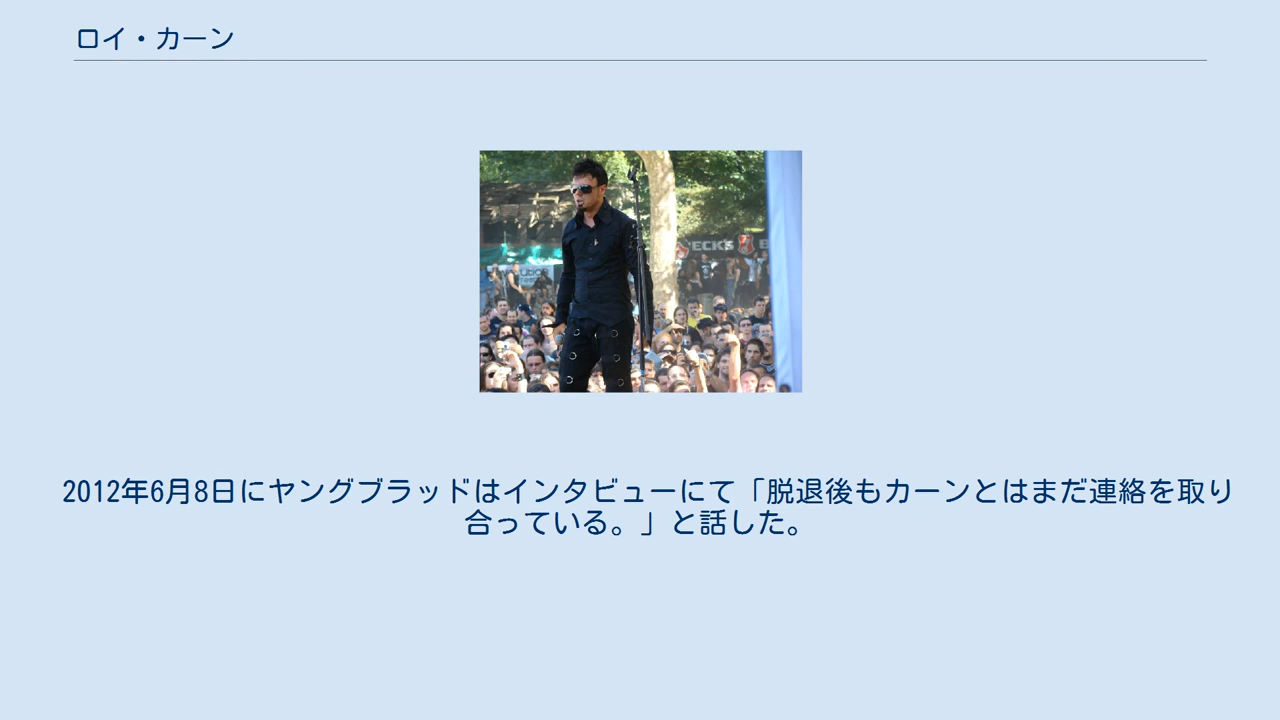 ロイ・カーン
2012年6月8日にヤングブラッドはインタビューにて「脱退後もカーンとはまだ連絡を取り
合っている。」と話した。
ECK'S